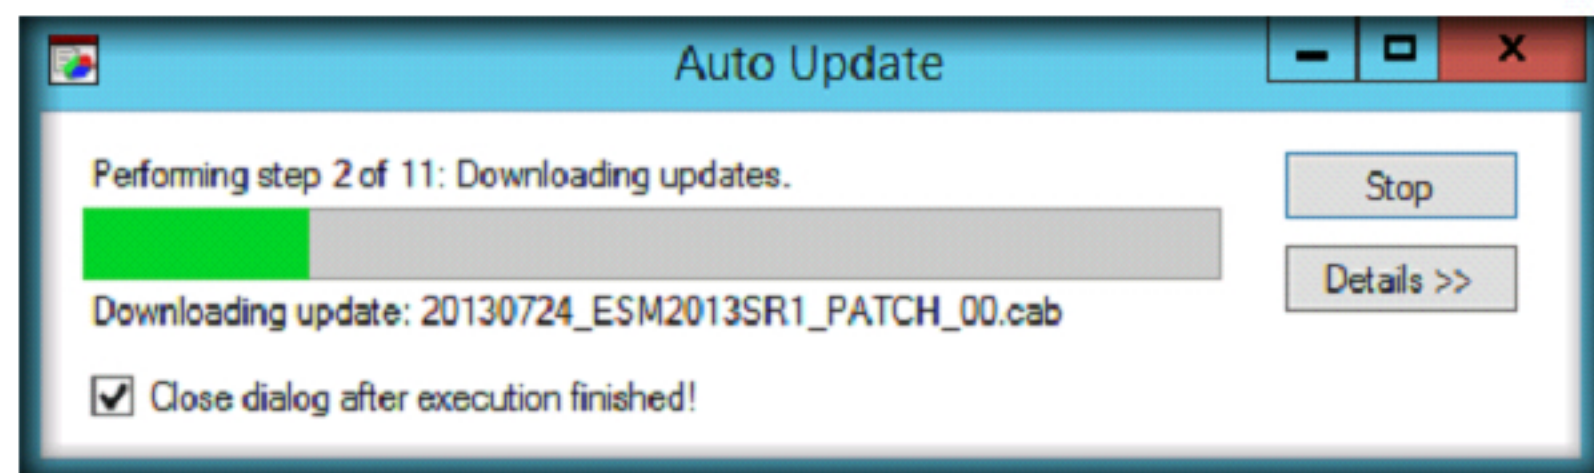 Auto Update
Performing step 2 of 11: Downloading updates.
Stop
Details >>
Downloading update: 20130724_ESM2013SR1_PATCH_00.cab
Close dialog after execution finished!